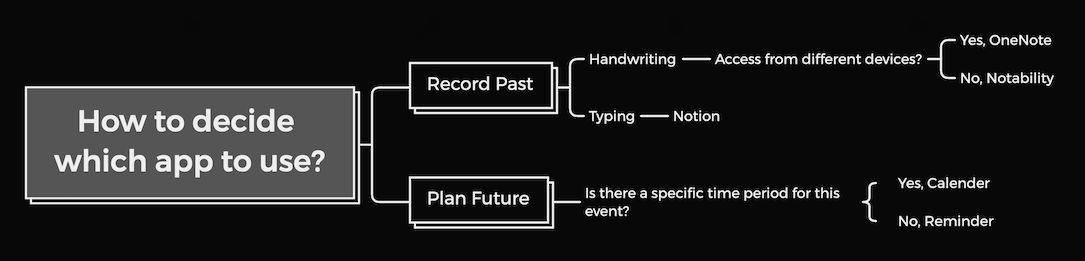 How to decide
which app to use?
Record Past
Handwriting
Access from different devices?
Yes, OneNote
No, Notability
Typing
Notion
Plan Future
Is there a specific time period for this
event?
Yes, Calender
No, Reminder